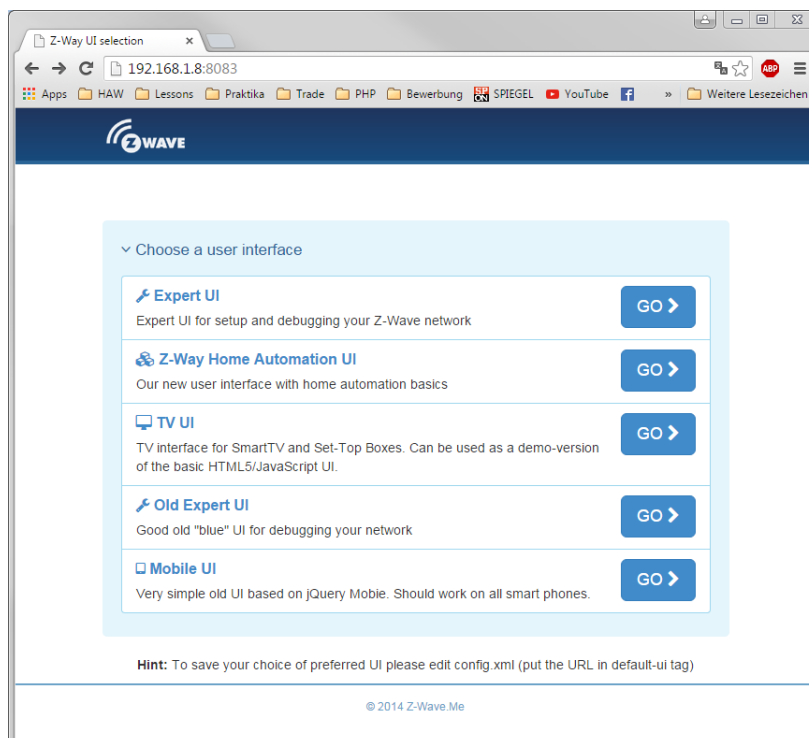 Z-Way UI selection
192.168.1.8:8083
ABP
Apps HAW Lessons Praktika Trade PHP Bewerbung SP ON SPIEGEL YouTube f » Weitere Lesezeichen
Z WAVE
Choose a user interface
Expert UI
Expert UI for setup and debugging your Z-Wave network
GO
Z-Way Home Automation UI
Our new user interface with home automation basics
GO
TV UI
TV interface for SmartTV and Set-Top Boxes. Can be used as a demo-version
of the basic HTML5/JavaScript UI.
GO
Old Expert UI
Good old "blue" UI for debugging your network
GO
Mobile UI
Very simple old UI based on jQuery Mobie. Should work on all smart phones.
GO
Hint: To save your choice of preferred UI please edit config.xml (put the URL in default-ui tag)
© 2014 Z-Wave.Me